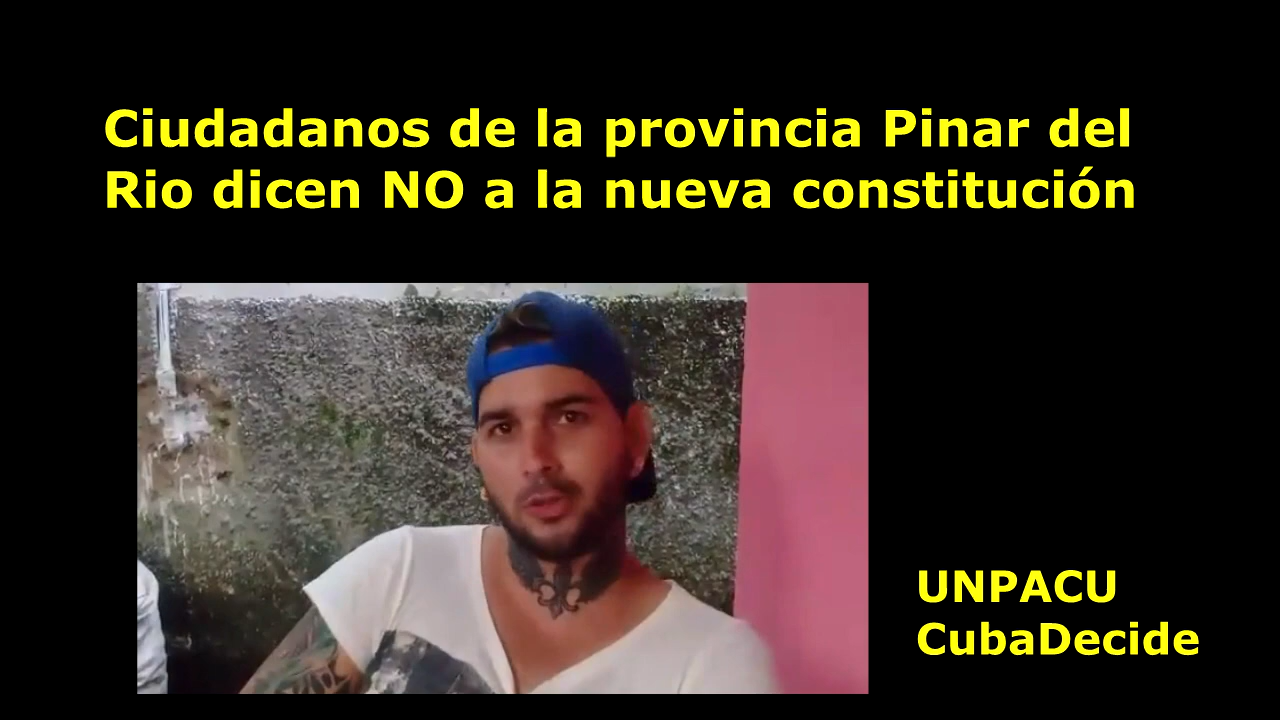 Ciudadanos de la provincia Pinar del
Rio dicen NO a la nueva constitución
UNPACU
CubaDecide